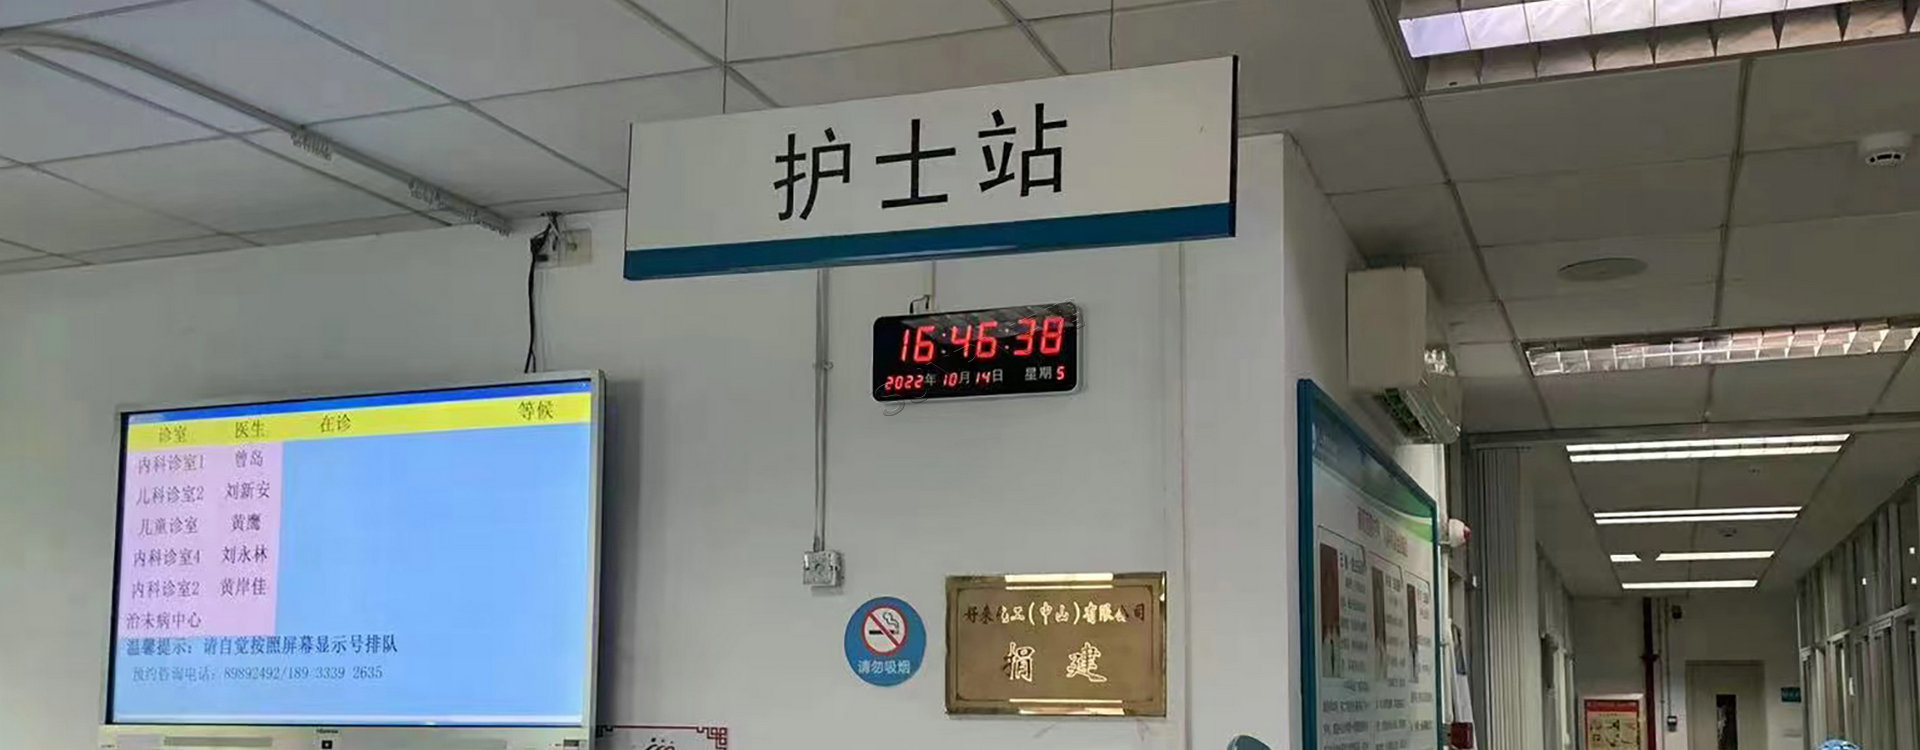 护士站
16:46:38
2022年 10月 14日 星期 5
诊室 医生 在诊 等候
内科诊室1 曾岛
儿科诊室2 刘新安
儿童诊室 黄鹰
内科诊室4 刘永林
内科诊室2 黄岸佳
治未病中心
温馨提示：请自觉按照屏幕显示号排队
预约咨询电话：89892492/189 3339 2635
Hisense
请勿吸烟
好来化工(中山)有限公司
捐建